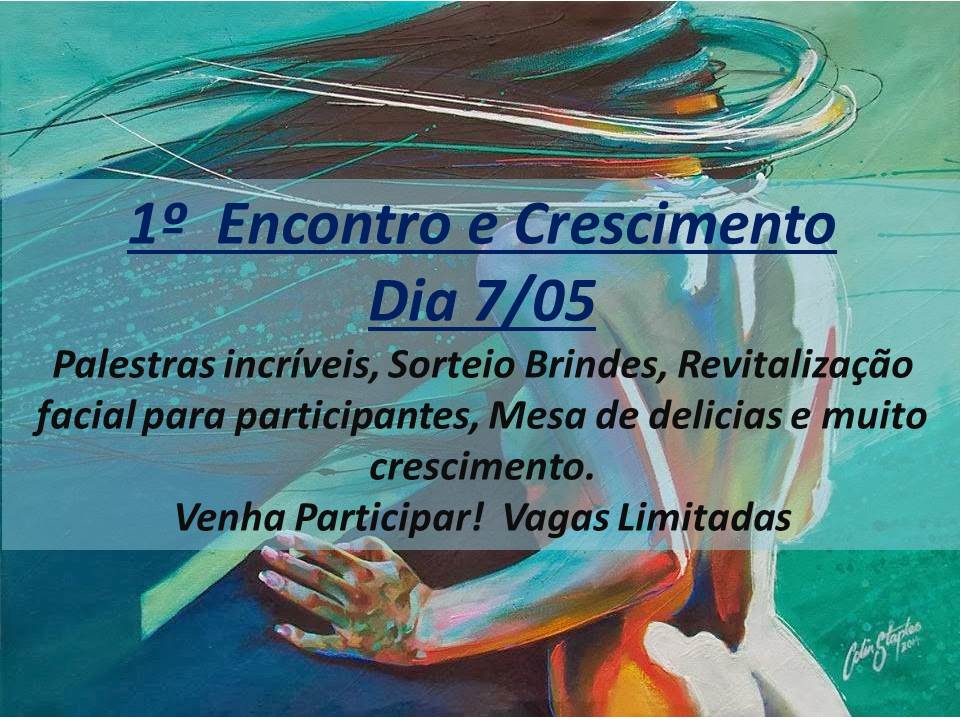 1º Encontro e Crescimento
Dia 7/05
Palestras incríveis, Sorteio Brindes, Revitalização
facial para participantes, Mesa de delicias e muito
crescimento.
Venha Participar! Vagas Limitadas
Colin Staples